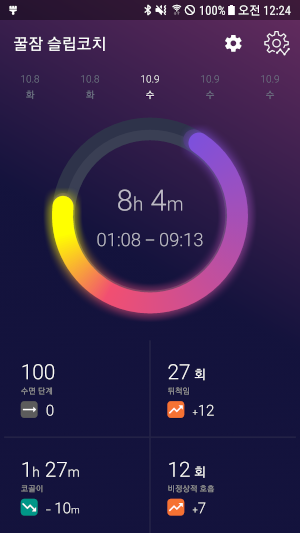 100% 오전 12:24
꿀잠 슬립코치
10.8 10.8 10.9 10.9 10.9
화 화 수 수 수
8h 4m
01:08 – 09:13
100 27 회
수면 단계 뒤척임
0 +12
1h 27m 12 회
코골이 비정상적 호흡
- 10m +7